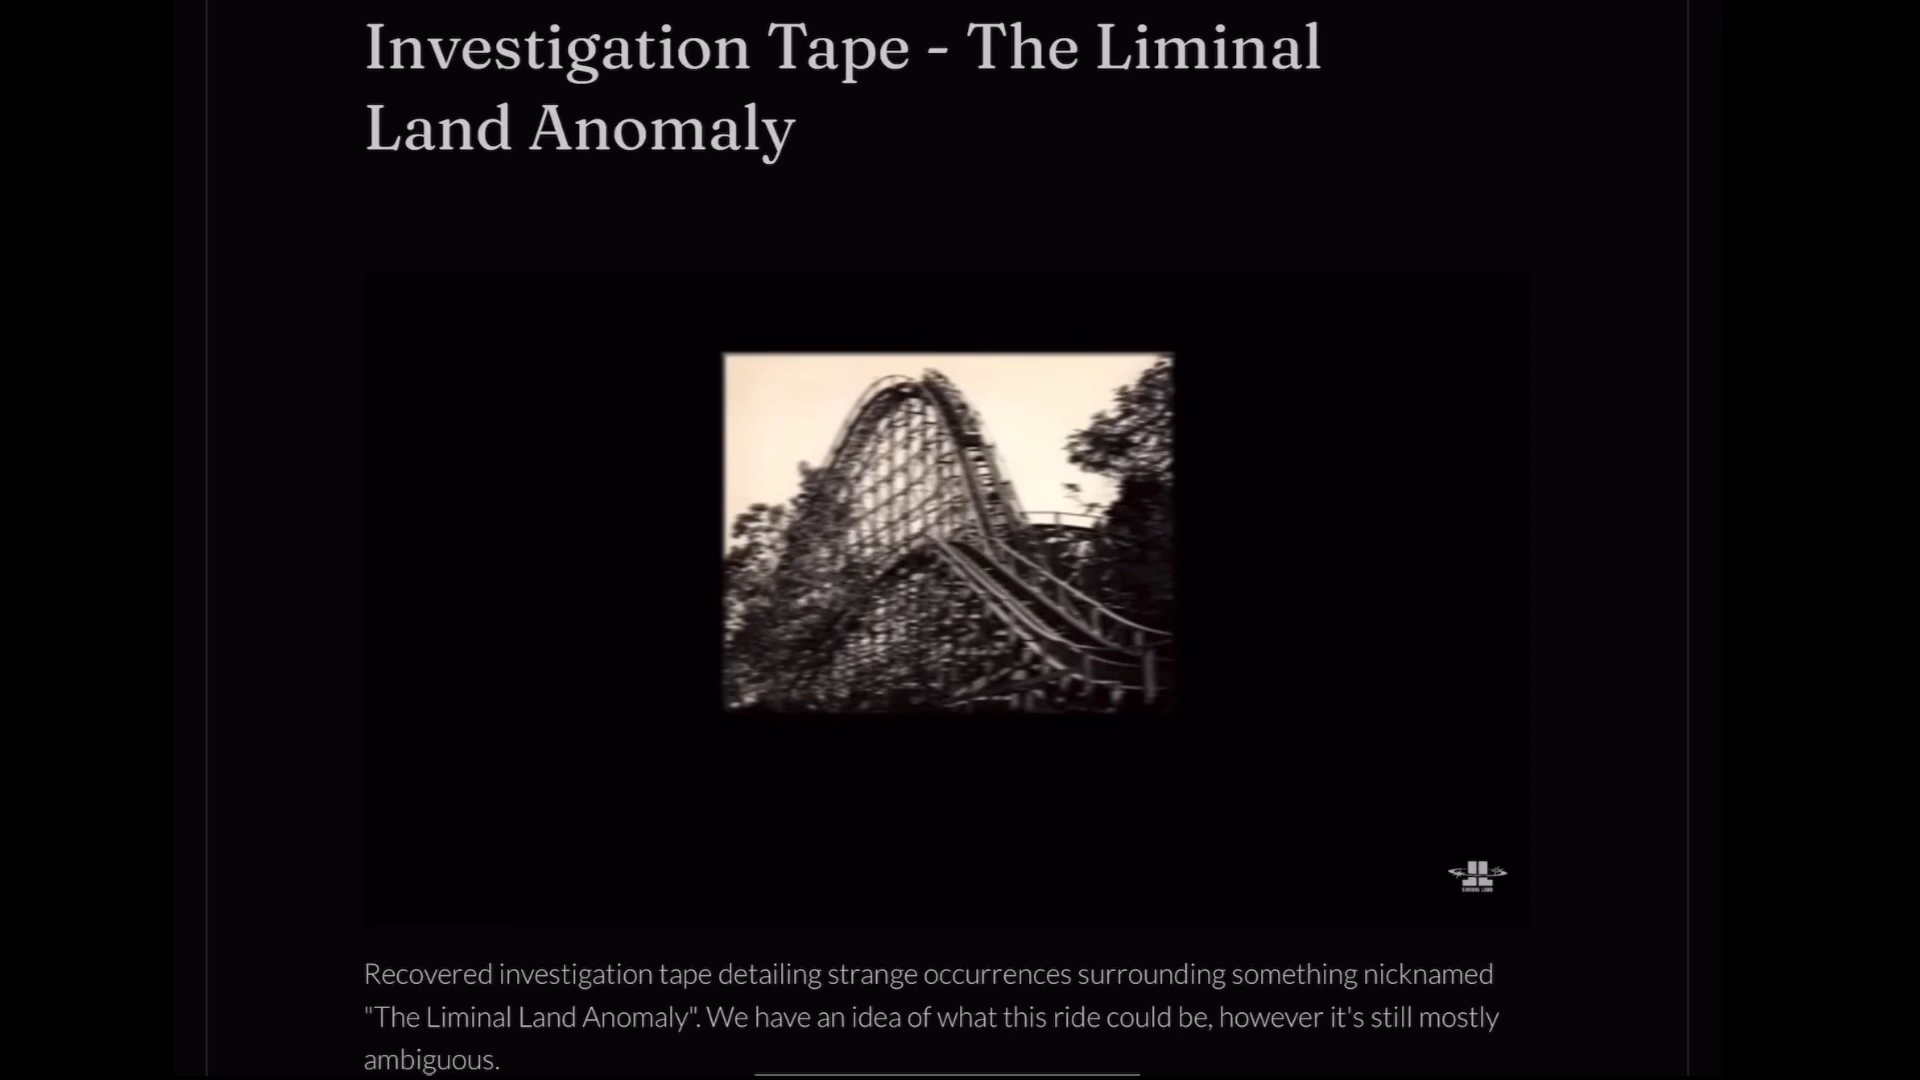 Investigation Tape - The Liminal
Land Anomaly
Recovered investigation tape detailing strange occurrences surrounding something nicknamed
"The Liminal Land Anomaly". We have an idea of what this ride could be, however it's still mostly
ambiguous.